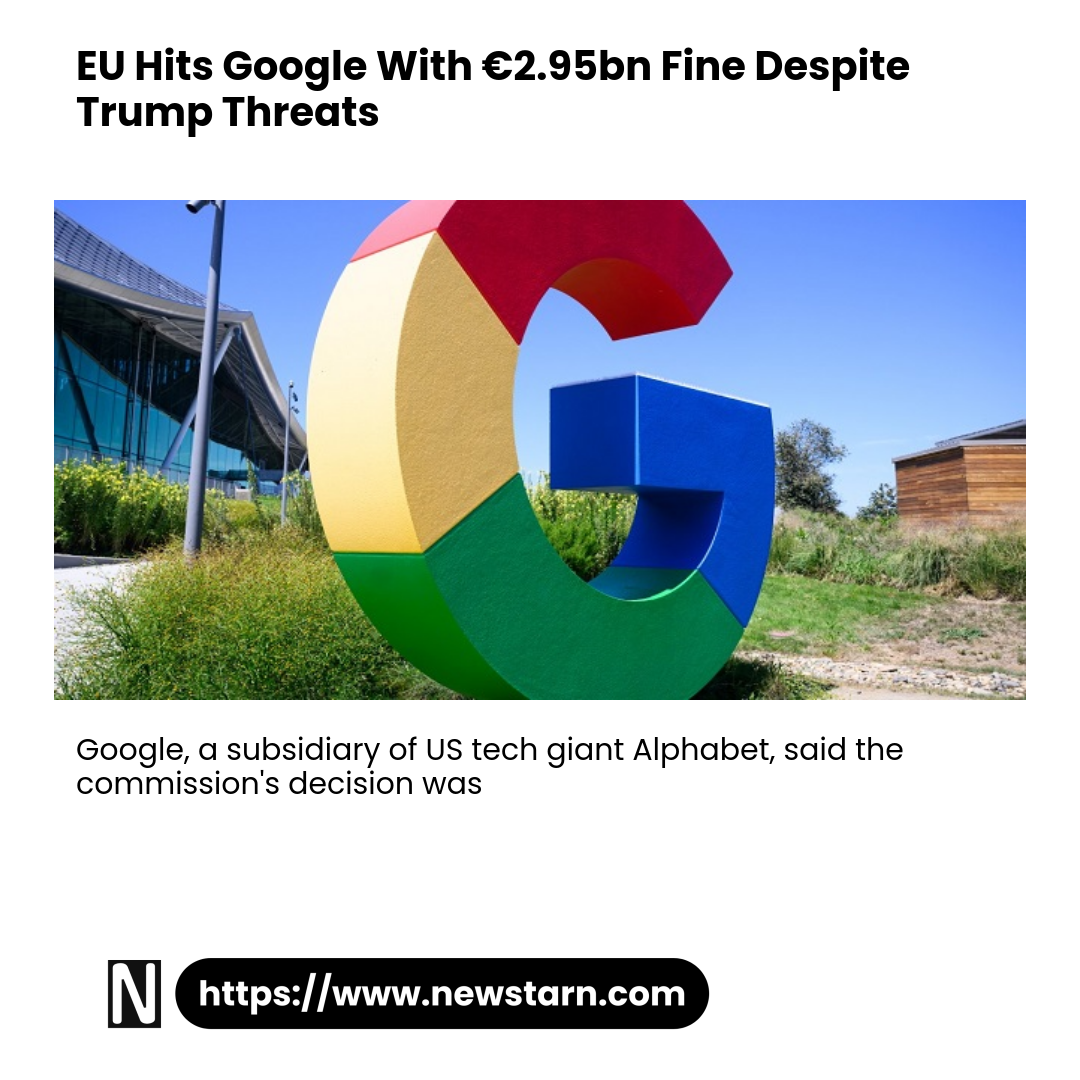 EU Hits Google With €2.95bn Fine Despite
Trump Threats
G
Google, a subsidiary of US tech giant Alphabet, said the
commission's decision was
N
https://www.newstarn.com